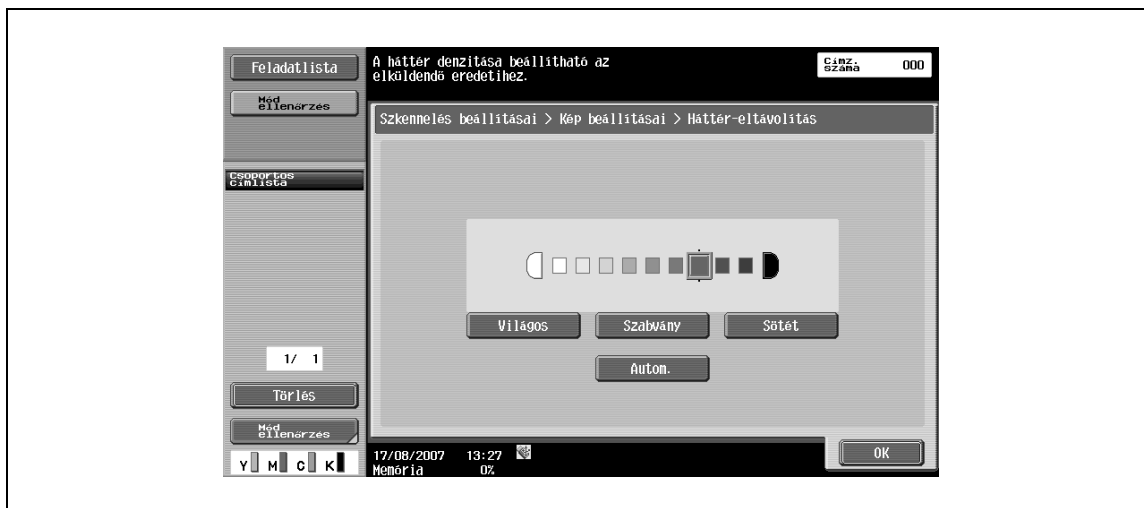 Feladatlista
Mód
ellenőrzés
Csoportos
címlista
1/ 1
Törlés
Mód
ellenőrzés
Y M C K
A háttér denzitása beállítható az
elküldendő eredetihez.
Címz.
száma 000
Szkennelés beállításai > Kép beállításai > Háttér-eltávolítás
Világos Szabvány Sötét
Autom.
17/08/2007 13:27
Memória 0%
OK